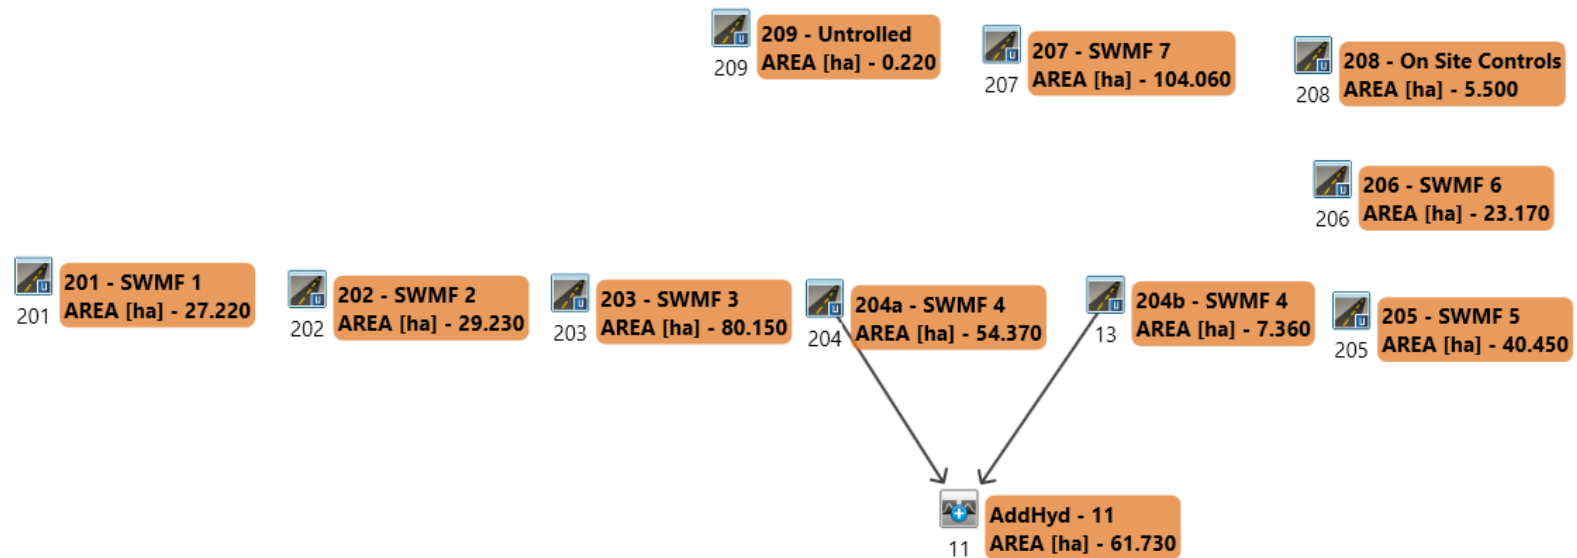 209 - Untrolled
AREA [ha] - 0.220
209
207 - SWMF 7
AREA [ha] - 104.060
207
208 - On Site Controls
AREA [ha] - 5.500
208
206 - SWMF 6
AREA [ha] - 23.170
206
201 - SWMF 1
AREA [ha] - 27.220
201
202 - SWMF 2
AREA [ha] - 29.230
202
203 - SWMF 3
AREA [ha] - 80.150
203
204a - SWMF 4
AREA [ha] - 54.370
204
204b - SWMF 4
AREA [ha] - 7.360
13
205 - SWMF 5
AREA [ha] - 40.450
205
AddHyd - 11
AREA [ha] - 61.730
11